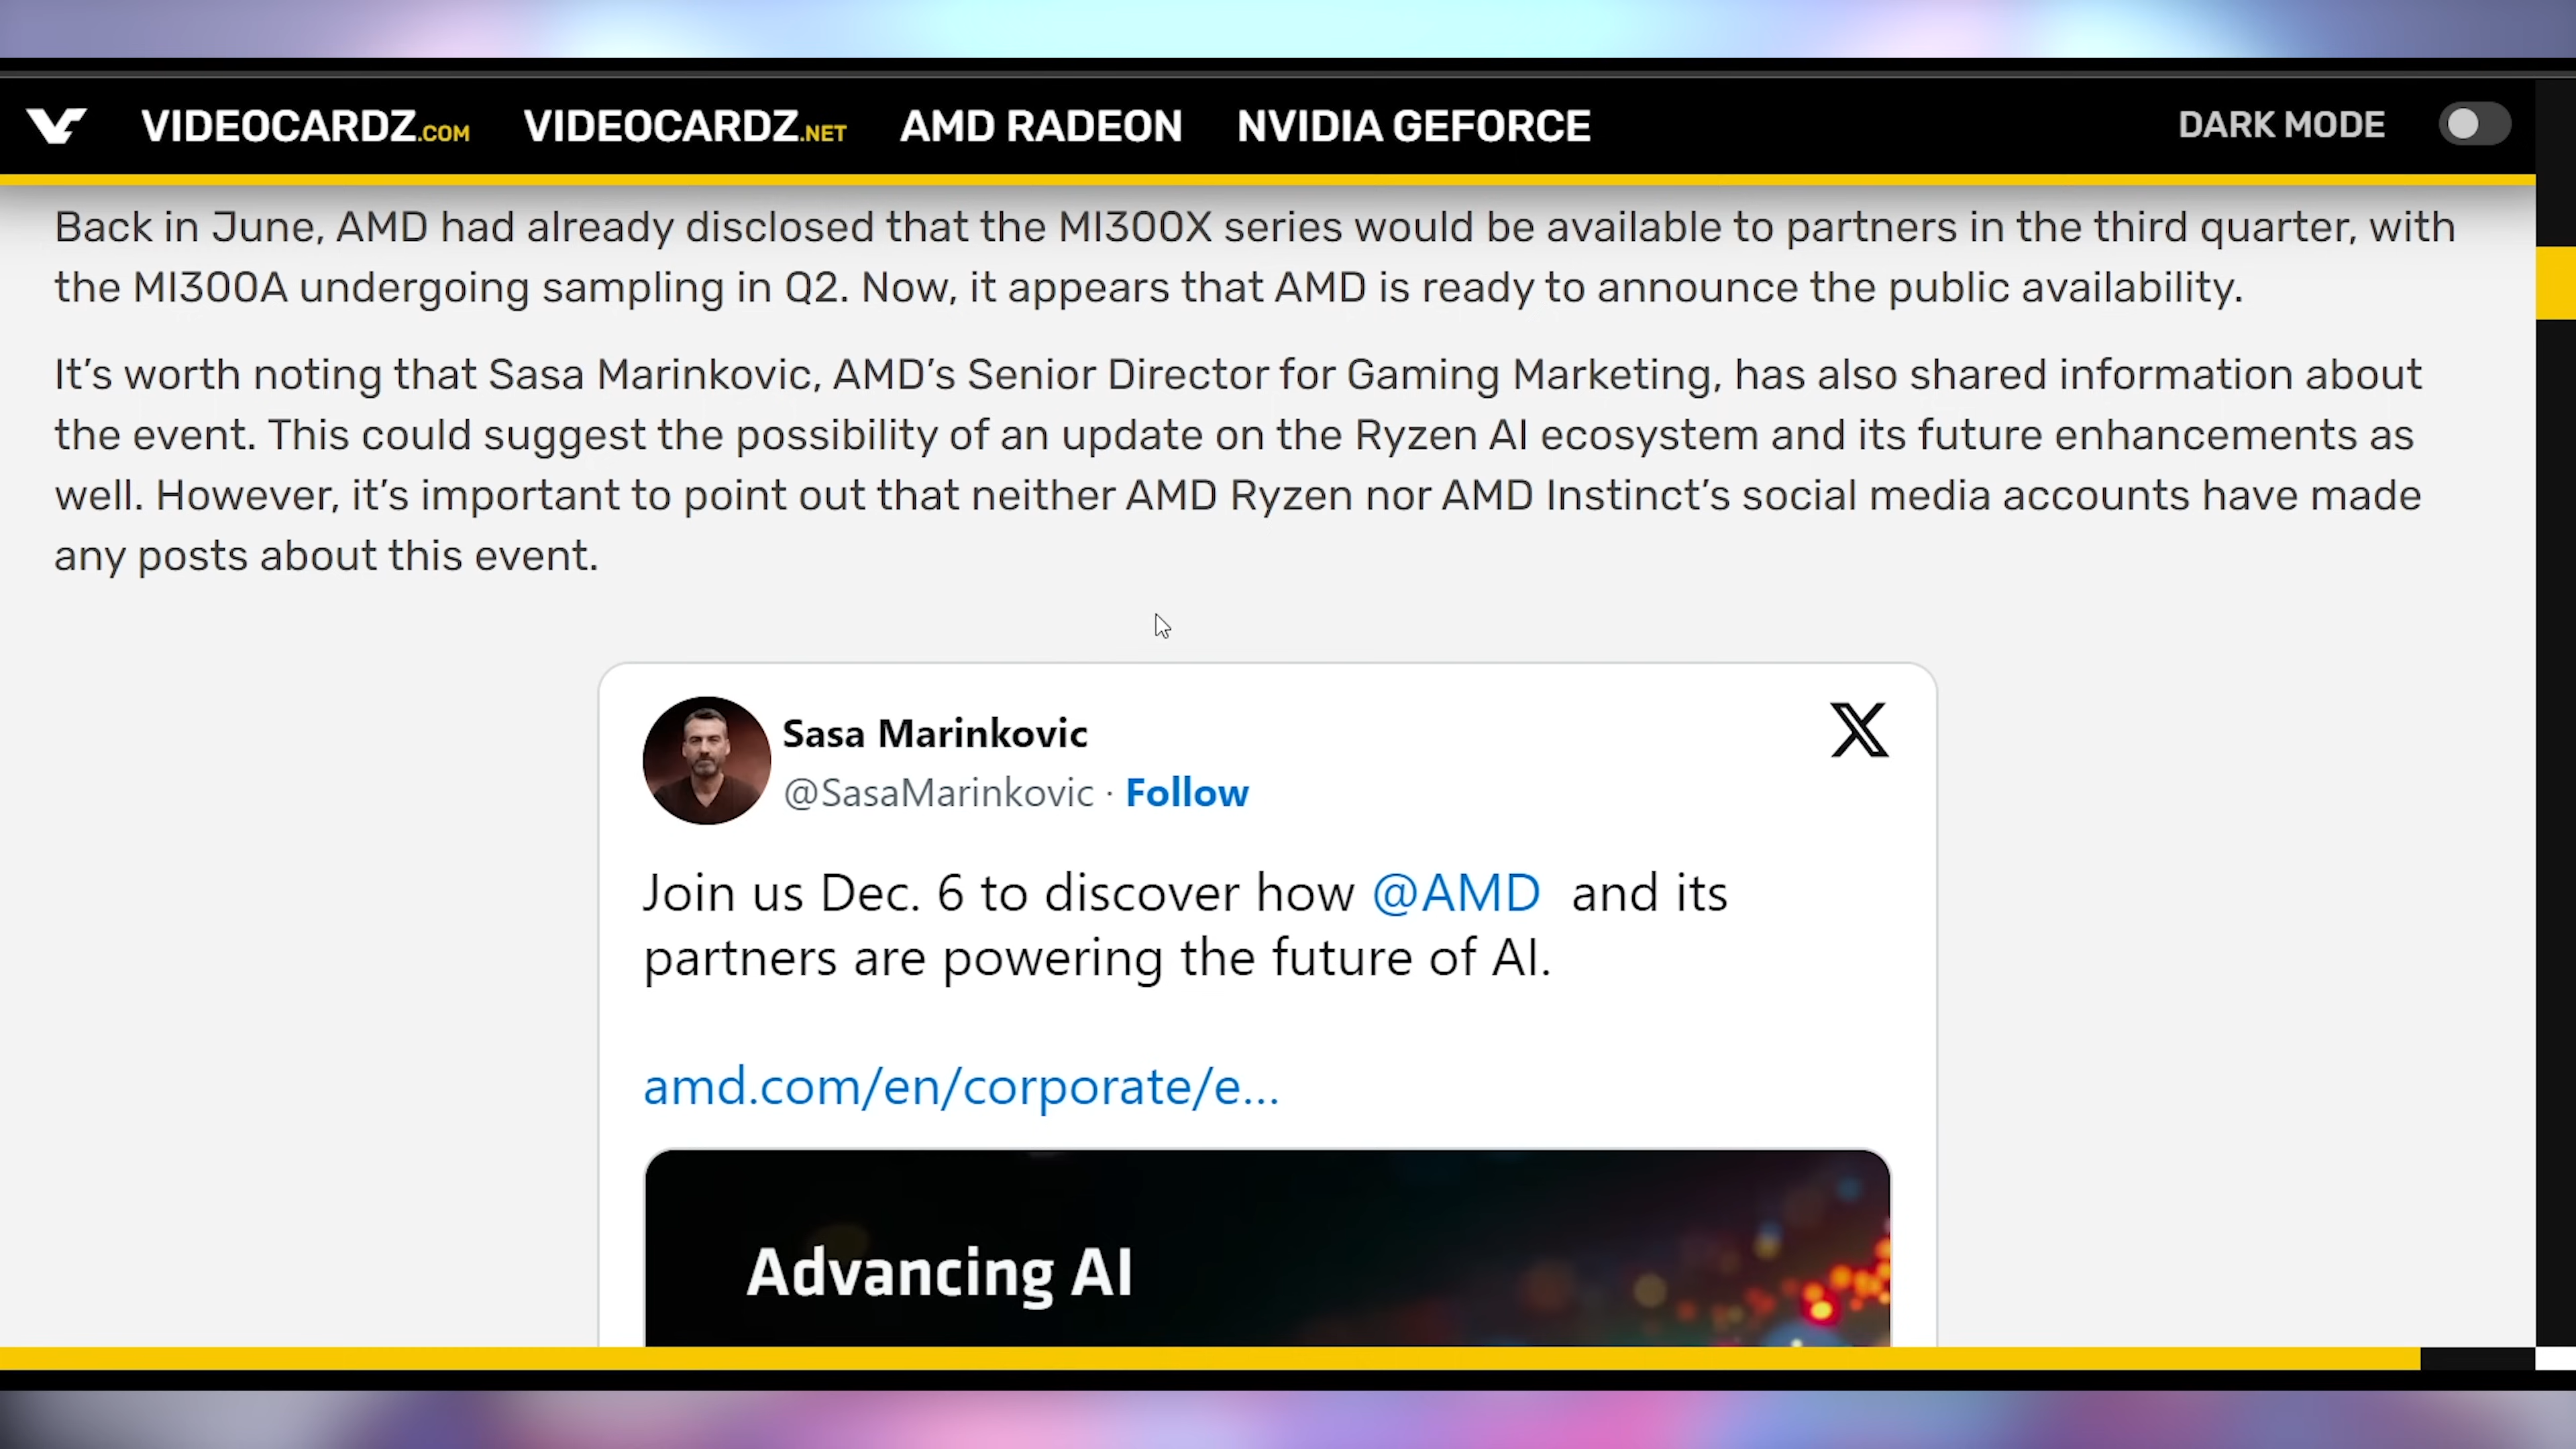 VIDEOCARDZ.COM VIDEOCARDZ.NET AMD RADEON NVIDIA GEFORCE DARK MODE
Back in June, AMD had already disclosed that the MI300X series would be available to partners in the third quarter, with
the MI300A undergoing sampling in Q2. Now, it appears that AMD is ready to announce the public availability.
It’s worth noting that Sasa Marinkovic, AMD’s Senior Director for Gaming Marketing, has also shared information about
the event. This could suggest the possibility of an update on the Ryzen AI ecosystem and its future enhancements as
well. However, it’s important to point out that neither AMD Ryzen nor AMD Instinct’s social media accounts have made
any posts about this event.
Sasa Marinkovic
@SasaMarinkovic · Follow
Join us Dec. 6 to discover how @AMD and its
partners are powering the future of AI.
amd.com/en/corporate/e…
Advancing AI